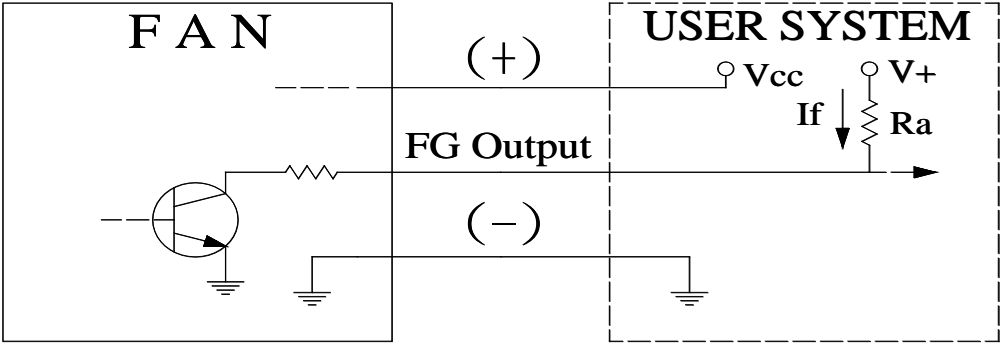 F A N
USER SYSTEM
(+)
Vcc
V+
If
Ra
FG Output
(−)